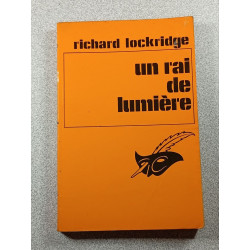 richard lockridge
un rai
de
lumière